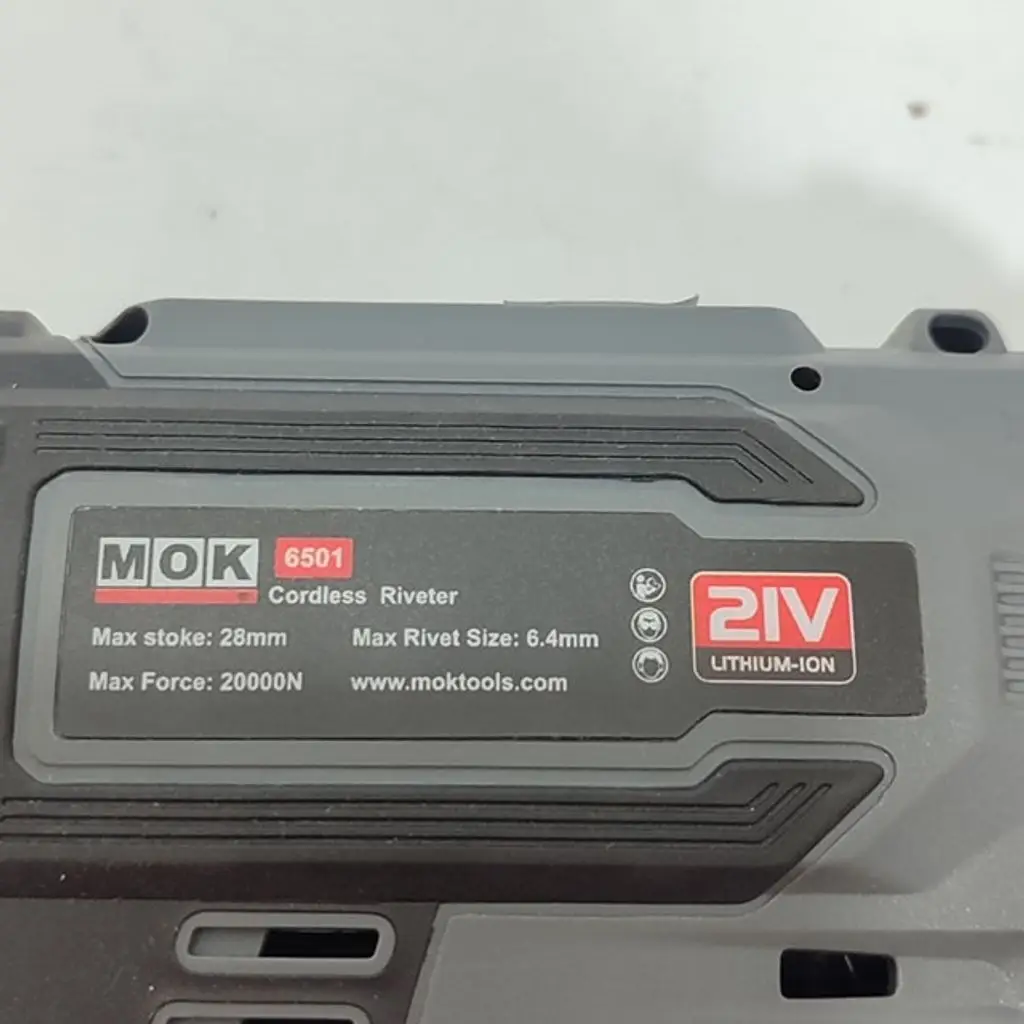 MOK 6501
Cordless Riveter
Max stoke: 28mm Max Rivet Size: 6.4mm
Max Force: 20000N www.moktools.com
21V
LITHIUM-ION